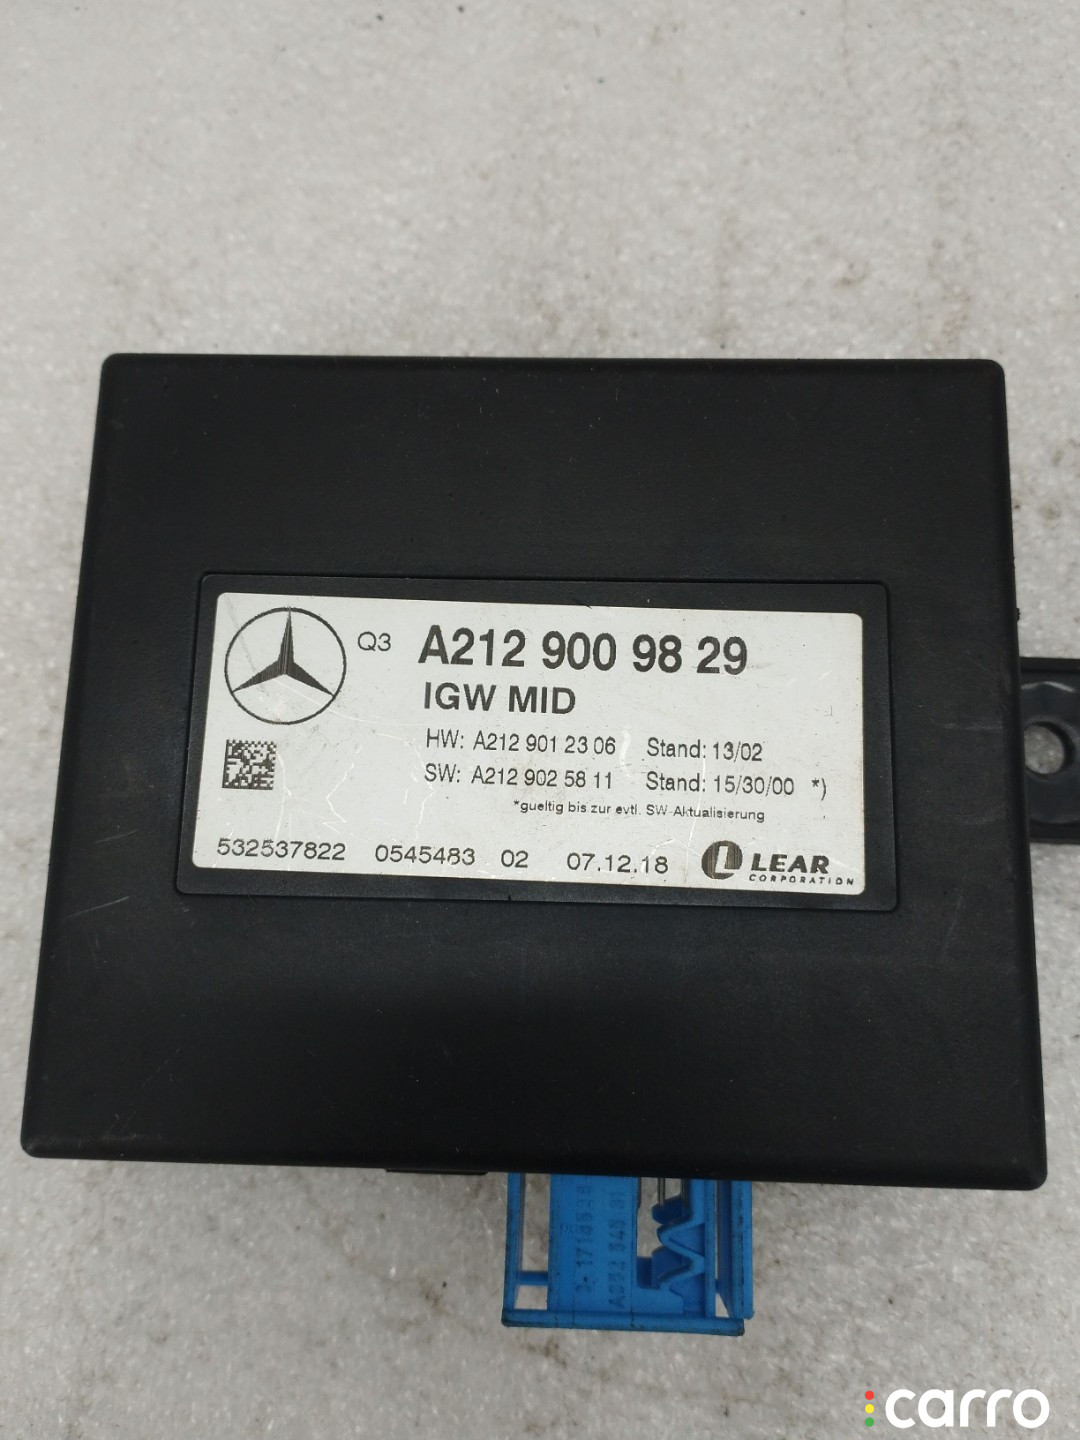 Q3 A212 900 98 29
IGW MID
HW: A212 901 23 06 Stand: 13/02
SW: A212 902 58 11 Stand: 15/30/00 *)
*gueltig bis zur evtl. SW-Aktualisierung
532537822 0545483 02 07.12.18 LEAR
CORPORATION
carro